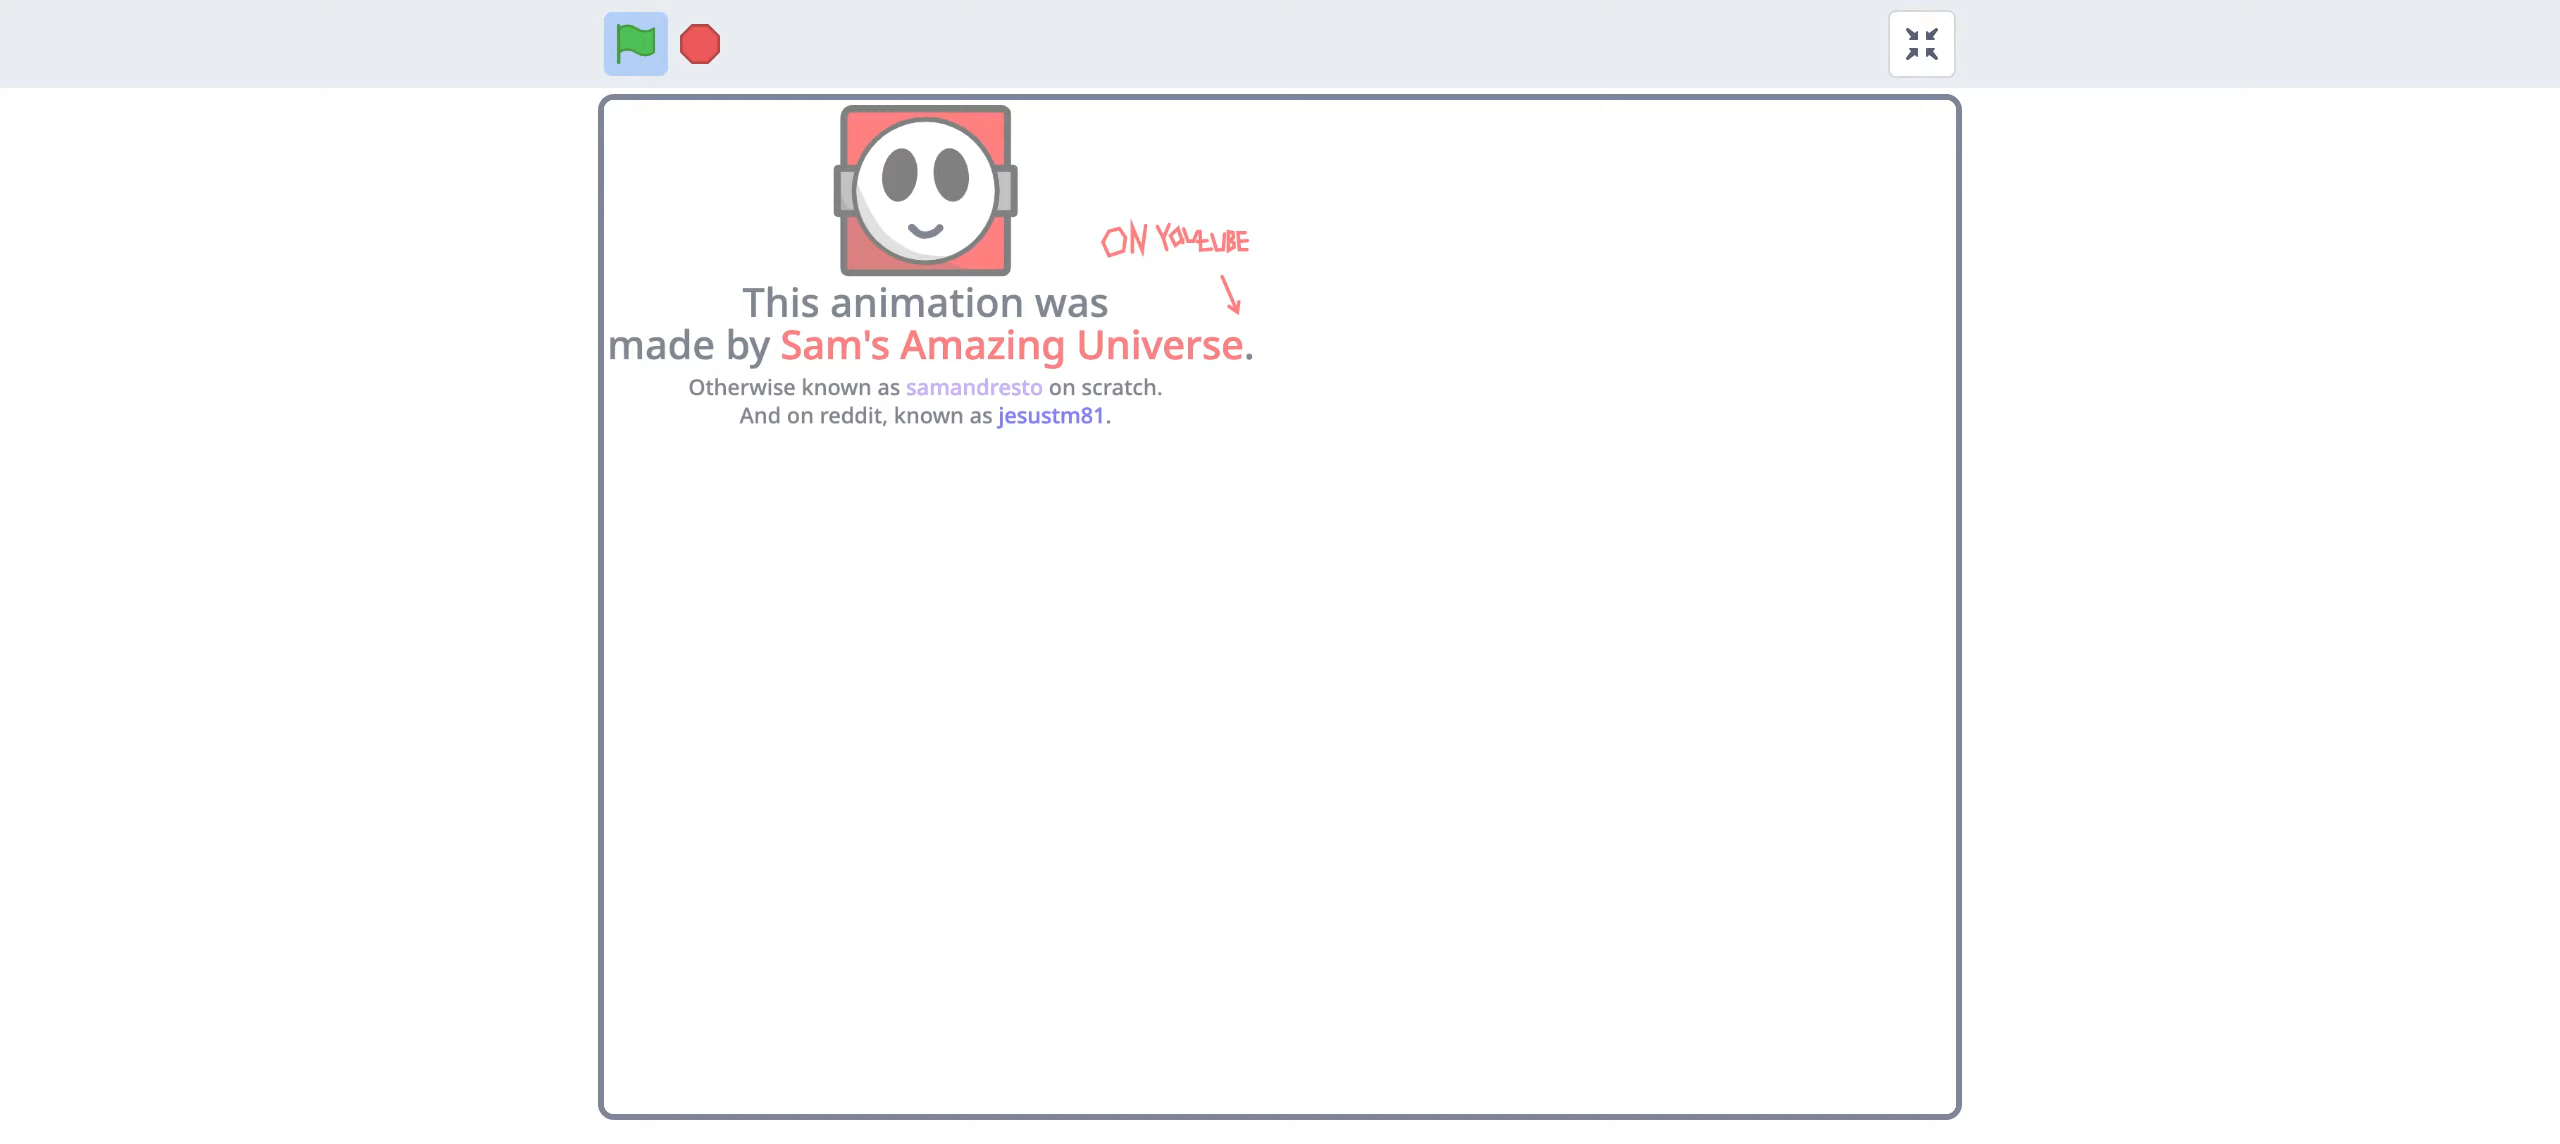 ON YOUtUBE
This animation was
made by Sam's Amazing Universe.
Otherwise known as samandresto on scratch.
And on reddit, known as jesustm81.